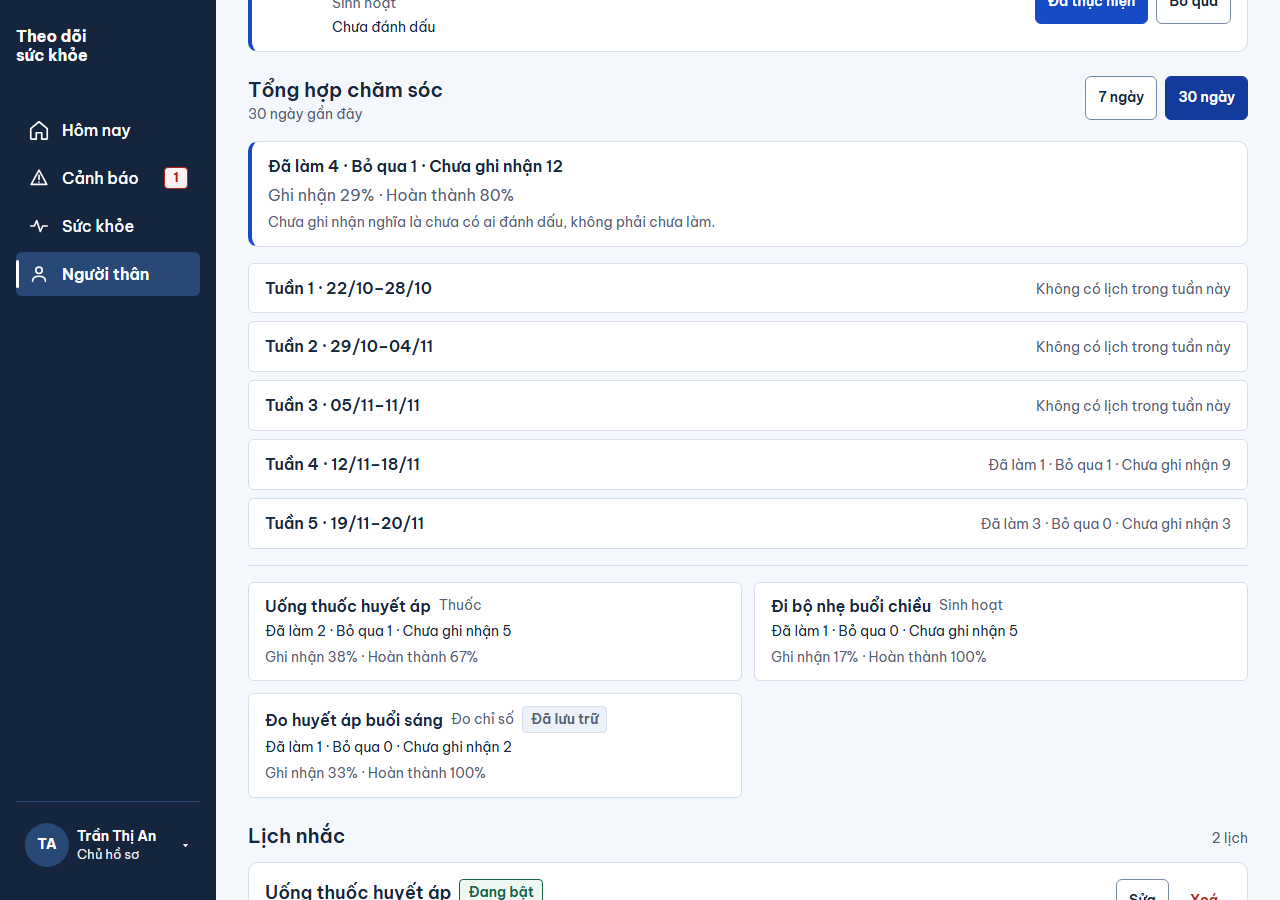 Theo dõi
sức khỏe
Hôm nay
Cảnh báo 1
Sức khỏe
Người thân
Trần Thị An
TA
Chủ hồ sơ
Sinh hoạt
Chưa đánh dấu
Đã thực hiện Bỏ qua
Tổng hợp chăm sóc
30 ngày gần đây
7 ngày 30 ngày
Đã làm 4 · Bỏ qua 1 · Chưa ghi nhận 12
Ghi nhận 29% · Hoàn thành 80%
Chưa ghi nhận nghĩa là chưa có ai đánh dấu, không phải chưa làm.
Tuần 1 · 22/10–28/10 Không có lịch trong tuần này
Tuần 2 · 29/10–04/11 Không có lịch trong tuần này
Tuần 3 · 05/11–11/11 Không có lịch trong tuần này
Tuần 4 · 12/11–18/11 Đã làm 1 · Bỏ qua 1 · Chưa ghi nhận 9
Tuần 5 · 19/11–20/11 Đã làm 3 · Bỏ qua 0 · Chưa ghi nhận 3
Uống thuốc huyết áp Thuốc
Đã làm 2 · Bỏ qua 1 · Chưa ghi nhận 5
Ghi nhận 38% · Hoàn thành 67%
Đi bộ nhẹ buổi chiều Sinh hoạt
Đã làm 1 · Bỏ qua 0 · Chưa ghi nhận 5
Ghi nhận 17% · Hoàn thành 100%
Đo huyết áp buổi sáng Đo chỉ số Đã lưu trữ
Đã làm 1 · Bỏ qua 0 · Chưa ghi nhận 2
Ghi nhận 33% · Hoàn thành 100%
Lịch nhắc 2 lịch
Uống thuốc huyết áp Đang bật Sửa Xoá